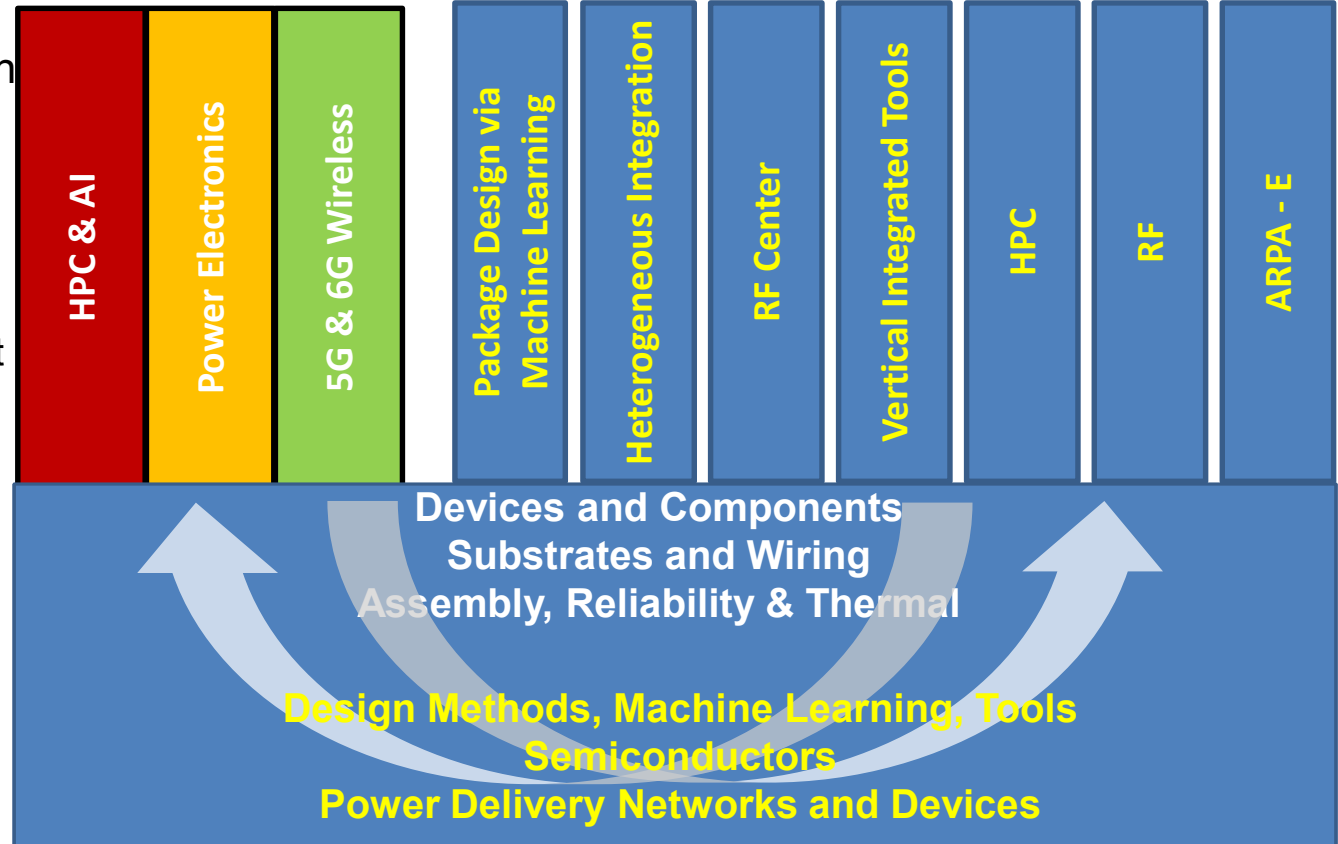 n
t
HPC & AI
Power Electronics
5G & 6G Wireless
Package Design via
Machine Learning
Heterogeneous Integration
RF Center
Vertical Integrated Tools
HPC
RF
ARPA - E
Devices and Components
Substrates and Wiring
Assembly, Reliability & Thermal
Design Methods, Machine Learning, Tools
Semiconductors
Power Delivery Networks and Devices